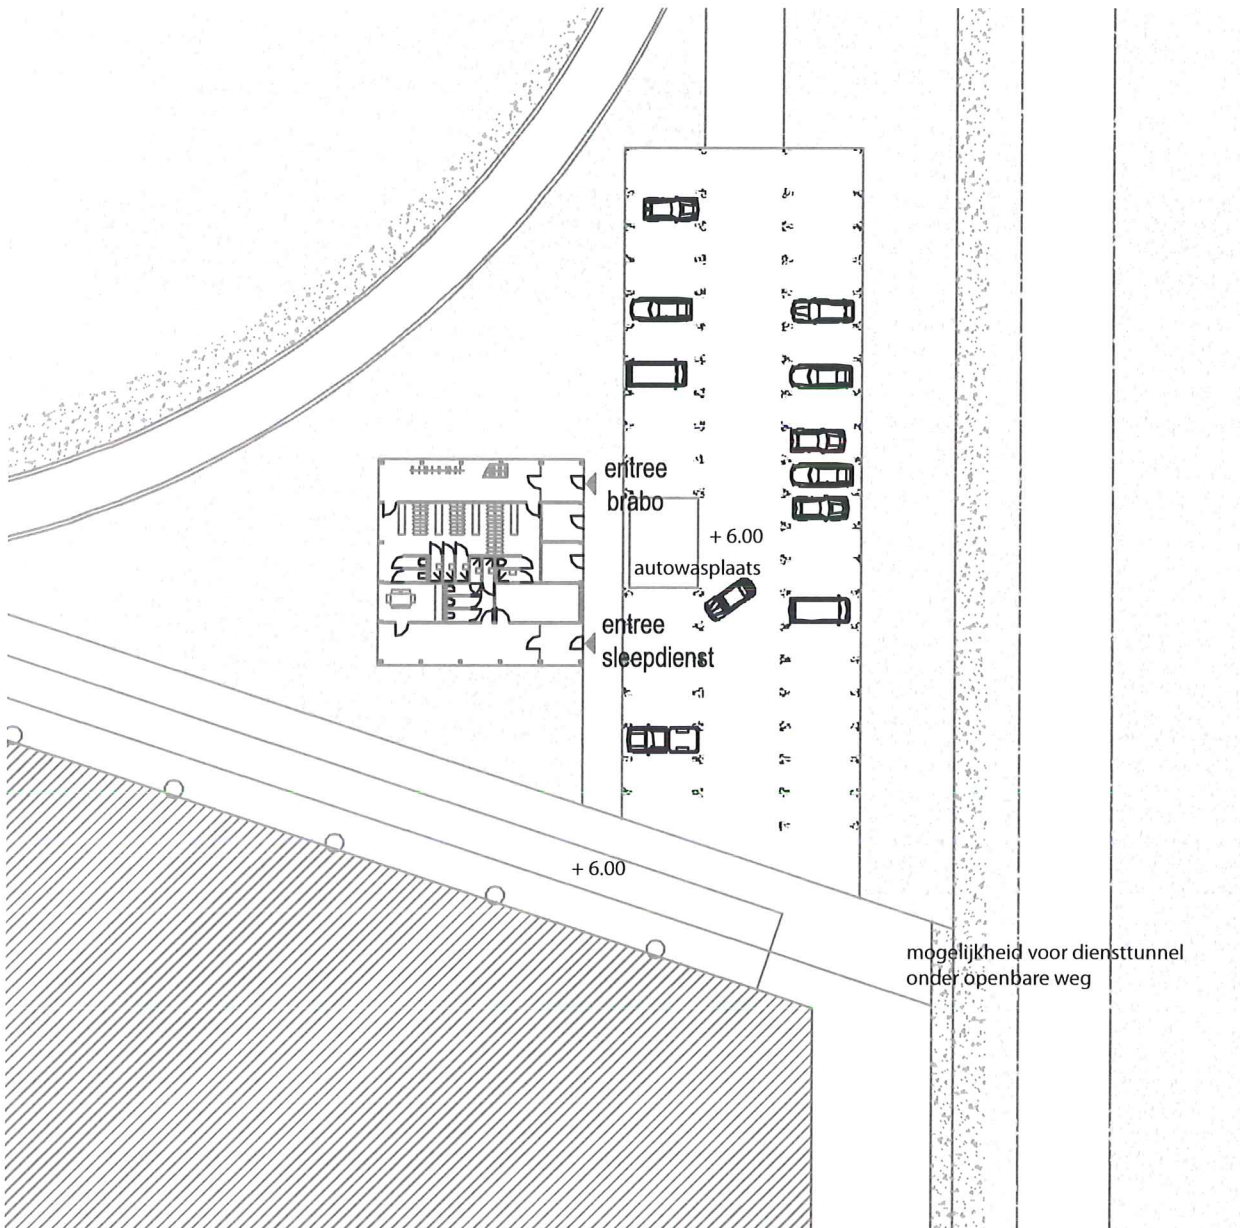 entree
brabo
+ 6.00
autowasplaats
entree
sleepdienst
+ 6.00
mogelijkheid voor diensttunnel
onder openbare weg